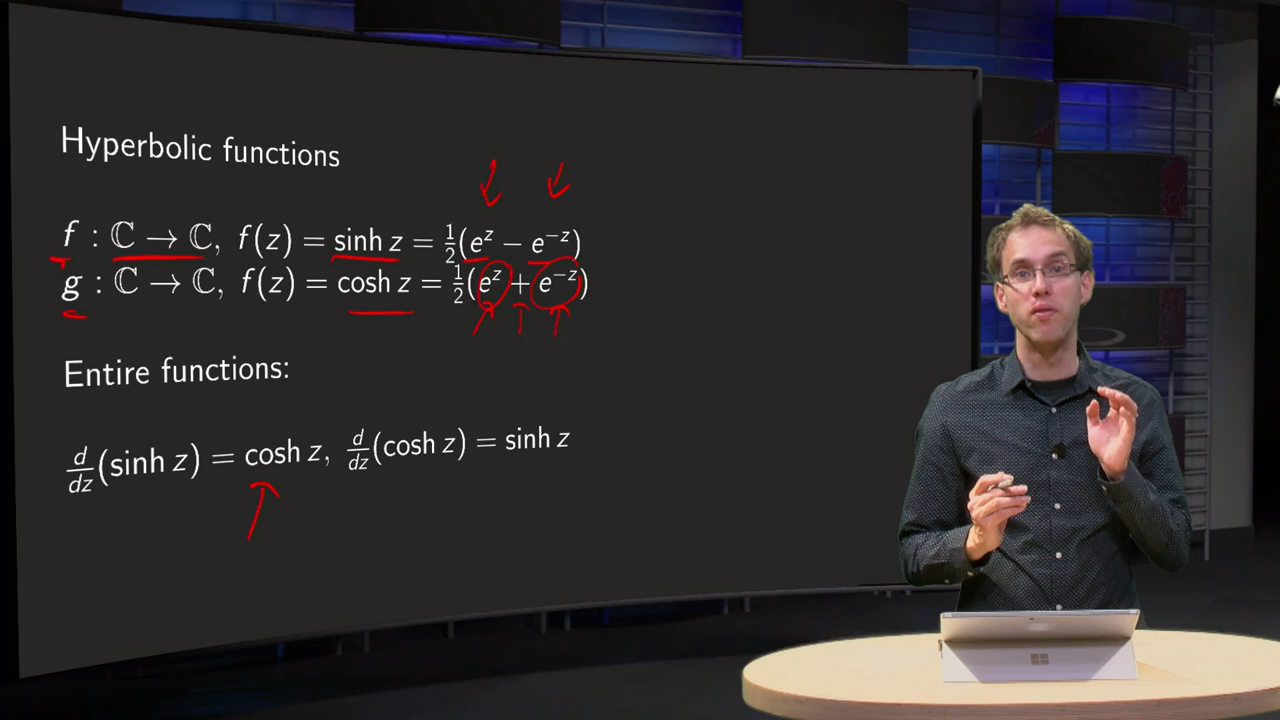 Hyperbolic functions
f : ℂ → ℂ, f(z) = sinh z = ½(e^z − e^{−z})
g : ℂ → ℂ, f(z) = cosh z = ½(e^z + e^{−z})
Entire functions:
d/dz(sinh z) = cosh z, d/dz(cosh z) = sinh z